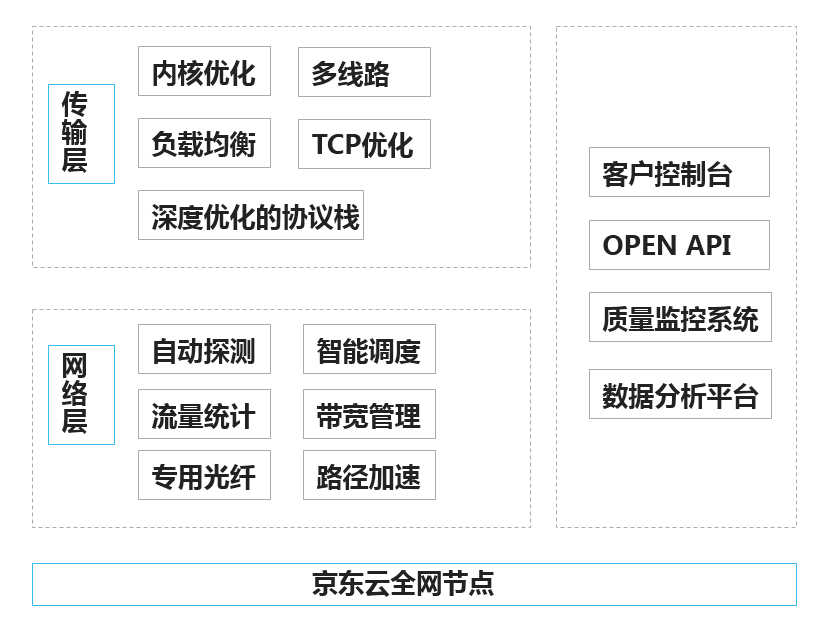 传输层
内核优化
多线路
负载均衡
TCP优化
深度优化的协议栈
网络层
自动探测
智能调度
流量统计
带宽管理
专用光纤
路径加速
客户控制台
OPEN API
质量监控系统
数据分析平台
京东云全网节点